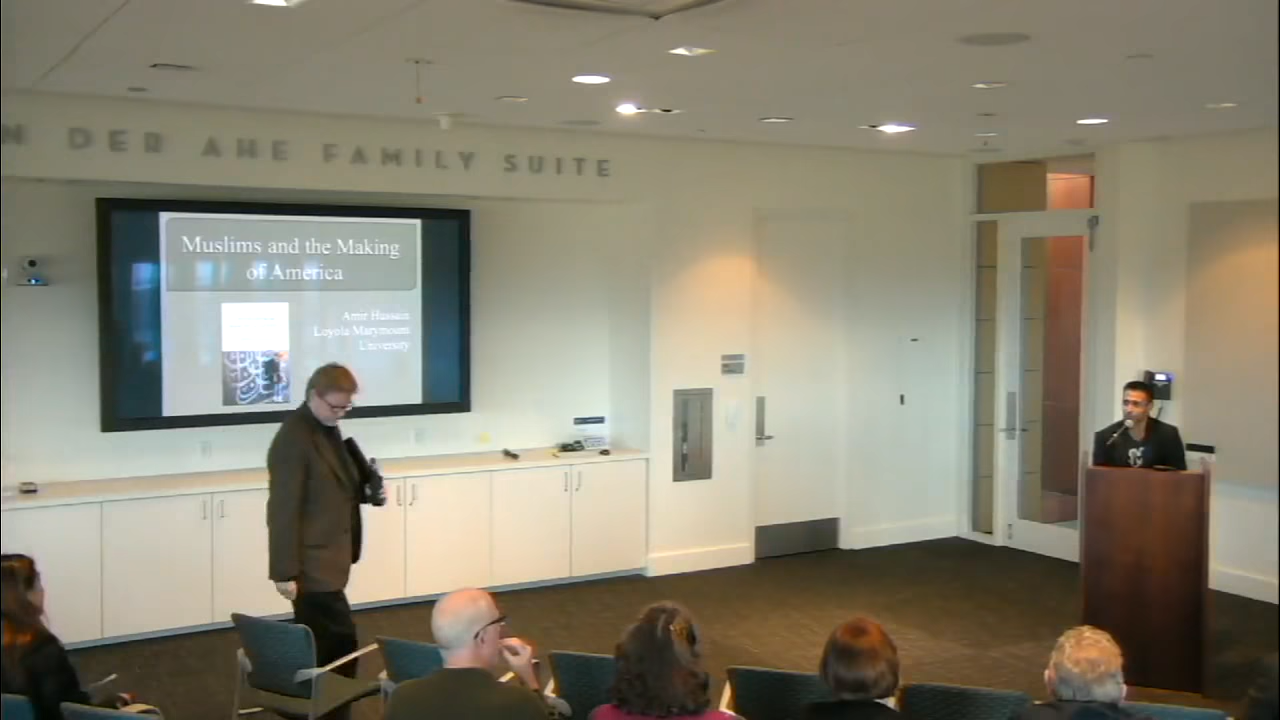 N DER AHE FAMILY SUITE
Muslims and the Making
of America
Amir Hussain
Loyola Marymount
University